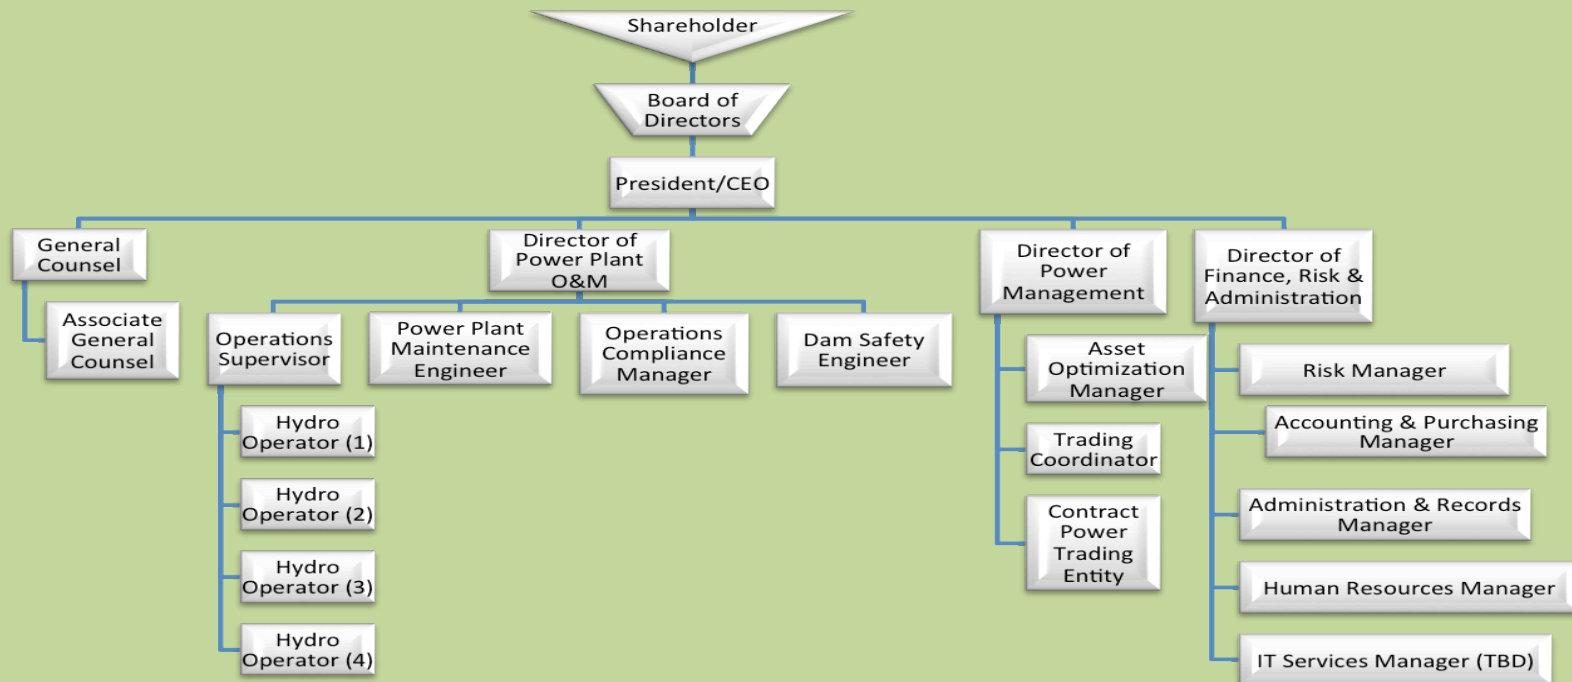 Shareholder
Board of
Directors
President/CEO
General
Counsel
Associate
General
Counsel
Director of
Power Plant
O&M
Operations
Supervisor
Hydro
Operator (1)
Hydro
Operator (2)
Hydro
Operator (3)
Hydro
Operator (4)
Power Plant
Maintenance
Engineer
Operations
Compliance
Manager
Dam Safety
Engineer
Director of
Power
Management
Asset
Optimization
Manager
Trading
Coordinator
Contract
Power
Trading
Entity
Director of
Finance, Risk &
Administration
Risk Manager
Accounting & Purchasing
Manager
Administration & Records
Manager
Human Resources Manager
IT Services Manager (TBD)